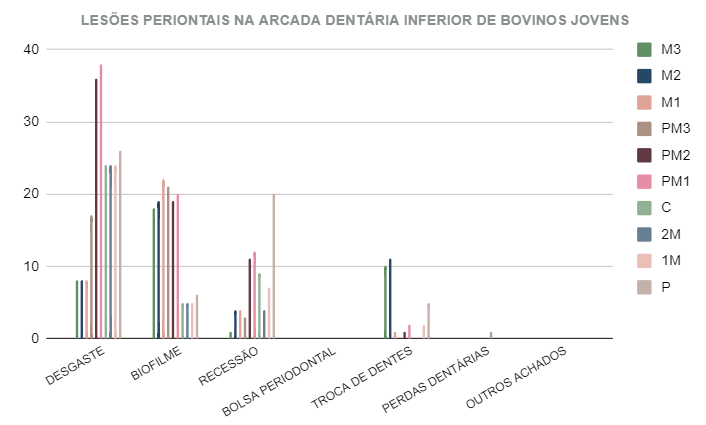 LESÕES PERIONTAIS NA ARCADA DENTÁRIA INFERIOR DE BOVINOS JOVENS
40
30
20
10
0
DESGASTE
BIOFILME
RECESSÃO
BOLSA PERIODONTAL
TROCA DE DENTES
PERDAS DENTÁRIAS
OUTROS ACHADOS
M3
M2
M1
PM3
PM2
PM1
C
2M
1M
P